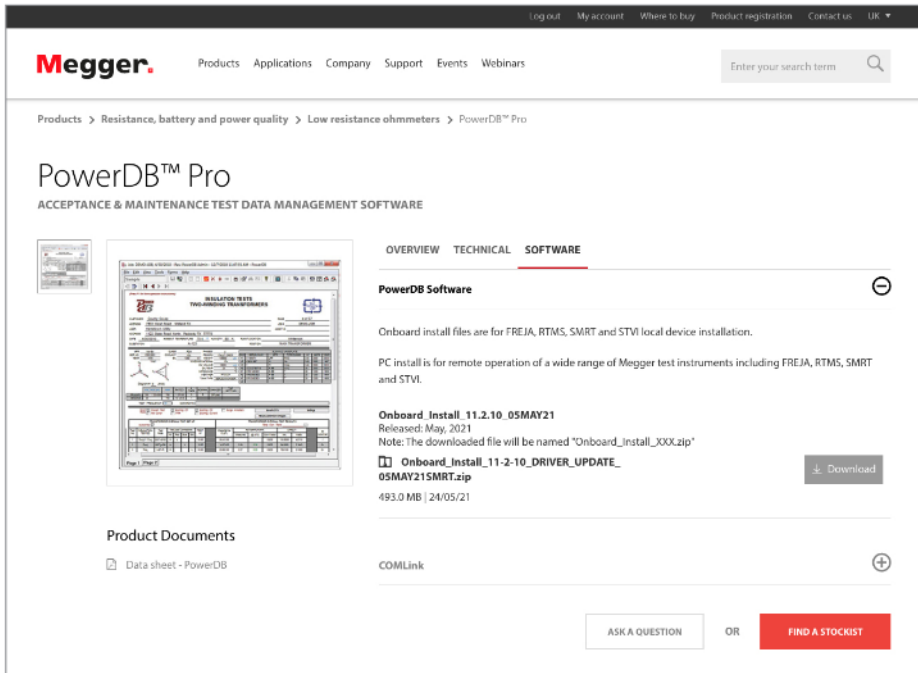 Log out My account Where to buy Product registration Contact us UK
Megger.
Products Applications Company Support Events Webinars
Enter your search term
Products > Resistance, battery and power quality > Low resistance ohmmeters > PowerDB™ Pro
PowerDB™ Pro
ACCEPTANCE & MAINTENANCE TEST DATA MANAGEMENT SOFTWARE
INSULATION TESTS
TWO-WINDING TRANSFORMERS
Page 1 Page 2
Product Documents
Data sheet - PowerDB
OVERVIEW TECHNICAL SOFTWARE
PowerDB Software
Onboard install files are for FREJA, RTMS, SMRT and STVI local device installation.
PC install is for remote operation of a wide range of Megger test instruments including FREJA, RTMS, SMRT
and STVI.
Onboard_Install_11.2.10_05MAY21
Released: May, 2021
Note: The downloaded file will be named "Onboard_Install_XXX.zip"
Onboard_Install_11-2-10_DRIVER_UPDATE_
05MAY21SMRT.zip
Download
493.0 MB | 24/05/21
COMLink
ASK A QUESTION OR FIND A STOCKIST